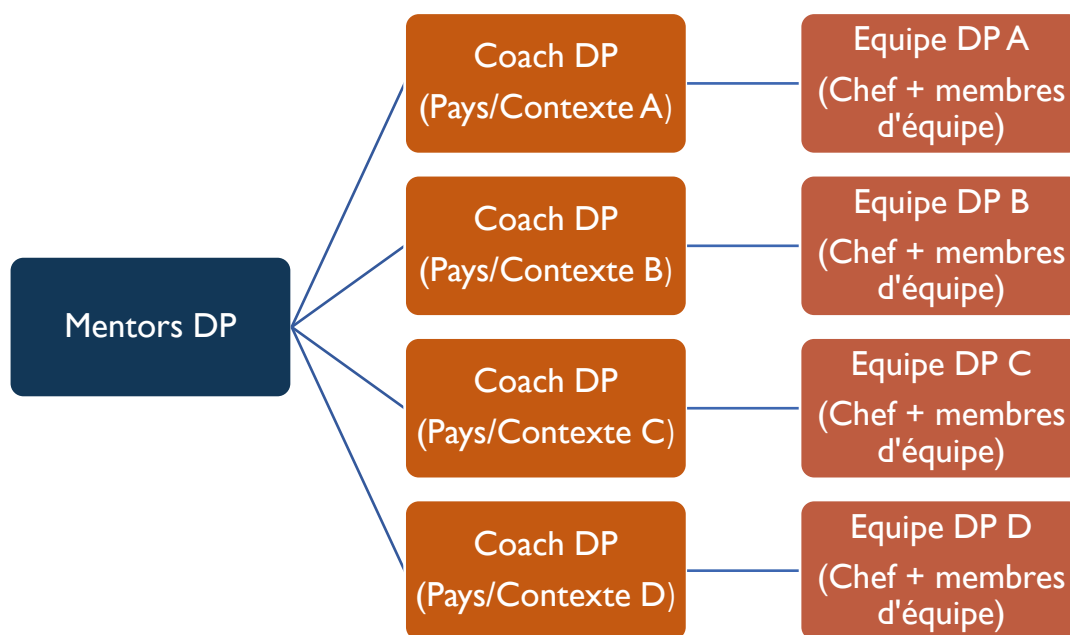 Mentors DP
Coach DP
(Pays/Contexte A)
Equipe DP A
(Chef + membres
d'équipe)
Coach DP
(Pays/Contexte B)
Equipe DP B
(Chef + membres
d'équipe)
Coach DP
(Pays/Contexte C)
Equipe DP C
(Chef + membres
d'équipe)
Coach DP
(Pays/Contexte D)
Equipe DP D
(Chef + membres
d'équipe)